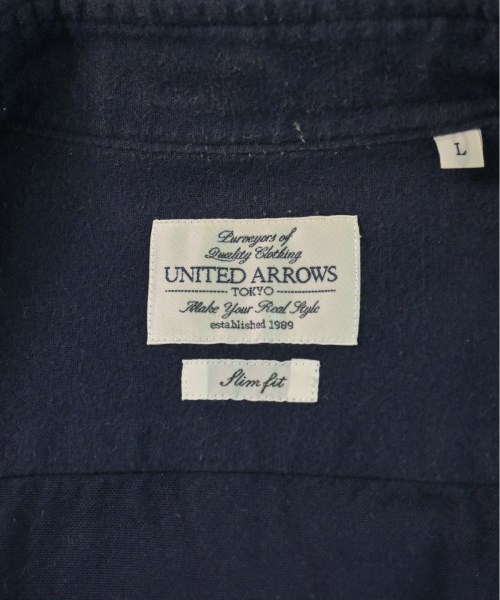 L
Purveyors of
Quality Clothing
UNITED ARROWS
TOKYO
Make Your Real Style
established 1989
Slim fit